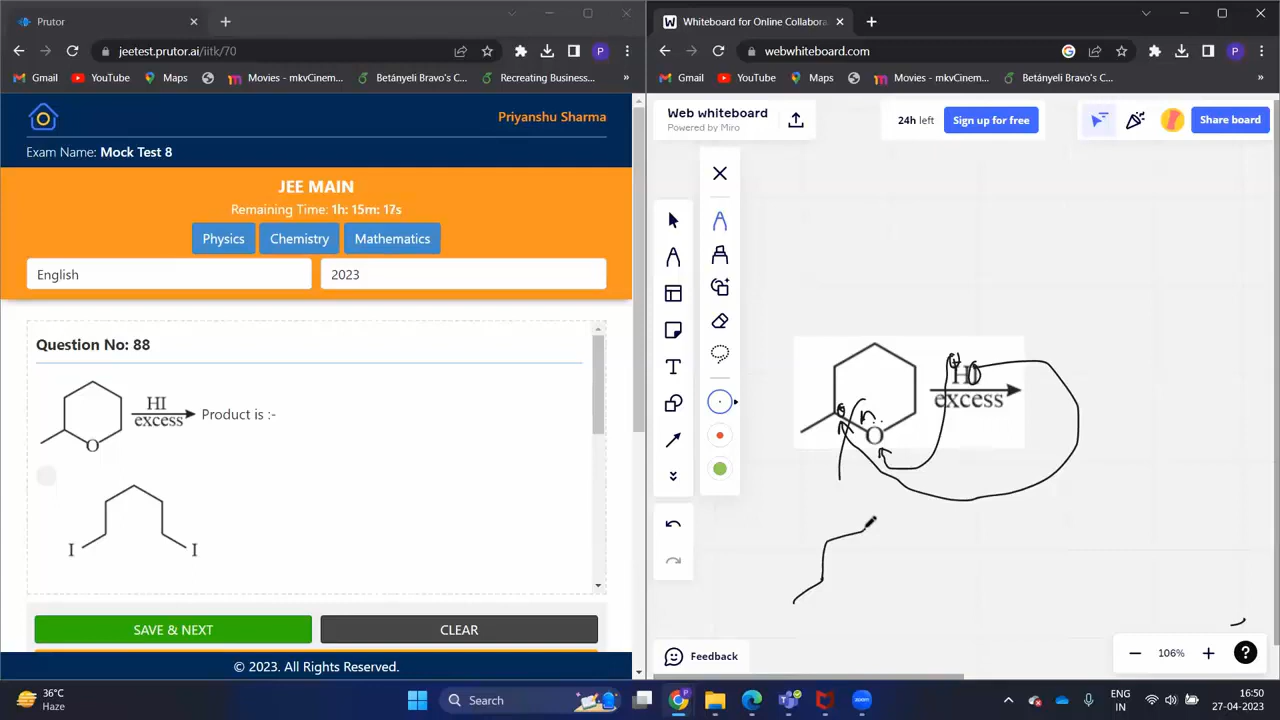 Prutor
Whiteboard for Online Collabora
jeetest.prutor.ai/iitk/70
webwhiteboard.com
Gmail
YouTube
Maps
Movies - mkvCinem...
Betányeli Bravo's C...
Recreating Business...
»
Gmail
YouTube
Maps
Movies - mkvCinem...
Betányeli Bravo's C...
»
Priyanshu Sharma
Exam Name: Mock Test 8
JEE MAIN
Remaining Time: 1h: 15m: 17s
Physics
Chemistry
Mathematics
English
2023
Question No: 88
O
HI
excess
Product is :-
I
I
SAVE & NEXT
CLEAR
© 2023. All Rights Reserved.
Web whiteboard
Powered by Miro
24h left
Sign up for free
Share board
HI
excess
O
Feedback
106%
?
36°C
Haze
Search
ENG
IN
16:50
27-04-2023